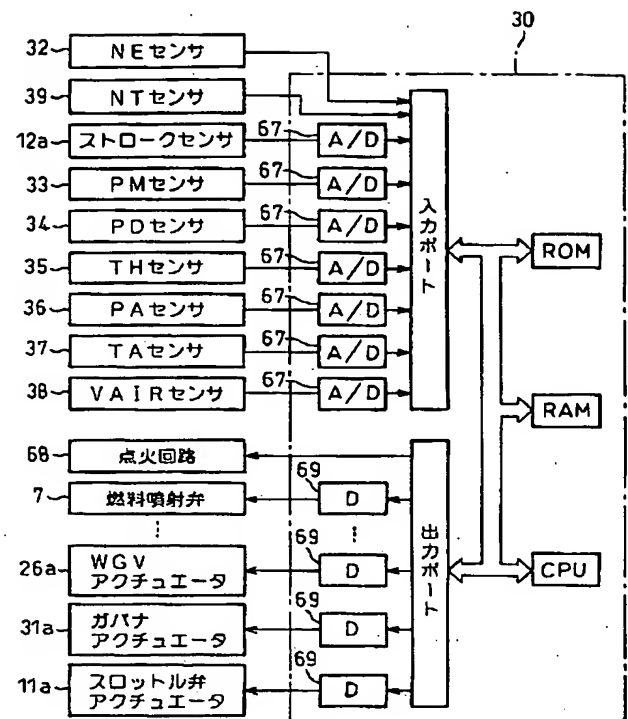 30
32 NEセンサ
39 NTセンサ
12a ストロークセンサ 67 A/D
33 PMセンサ 67 A/D
34 PDセンサ 67 A/D
35 THセンサ 67 A/D
36 PAセンサ 67 A/D
37 TAセンサ 67 A/D
38 VAIRセンサ 67 A/D
入力ポート
ROM
RAM
CPU
68 点火回路
7 燃料噴射弁 69 D
26a WGV
アクチュエータ 69 D
31a ガバナ
アクチュエータ 69 D
11a スロットル弁
アクチュエータ 69 D
出力ポート